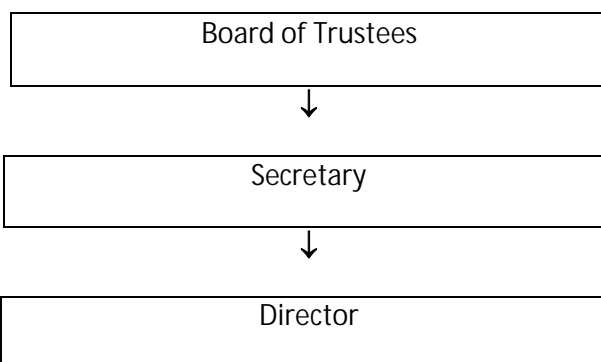 Board of Trustees
↓
Secretary
↓
Director